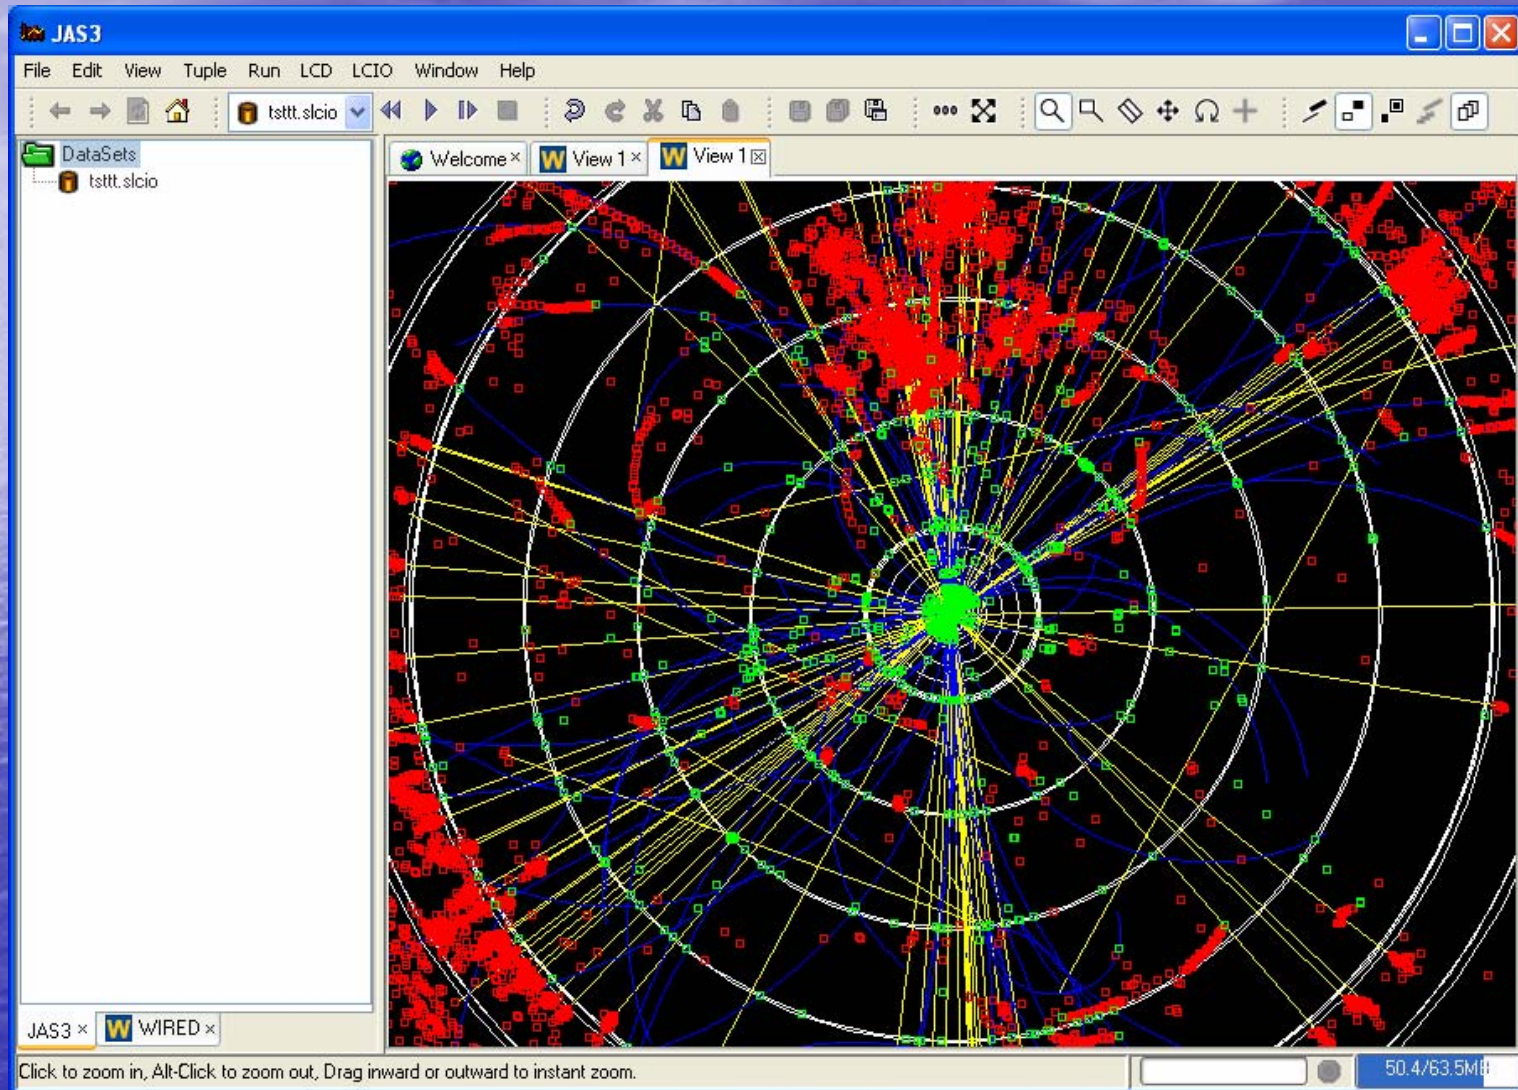 JAS3
File Edit View Tuple Run LCD LCIO Window Help
tsttt.slcio
DataSets
tsttt.slcio
Welcome
W View 1
W View 1
JAS3
W WIRED
Click to zoom in, Alt-Click to zoom out, Drag inward or outward to instant zoom.
50.4/63.5MB